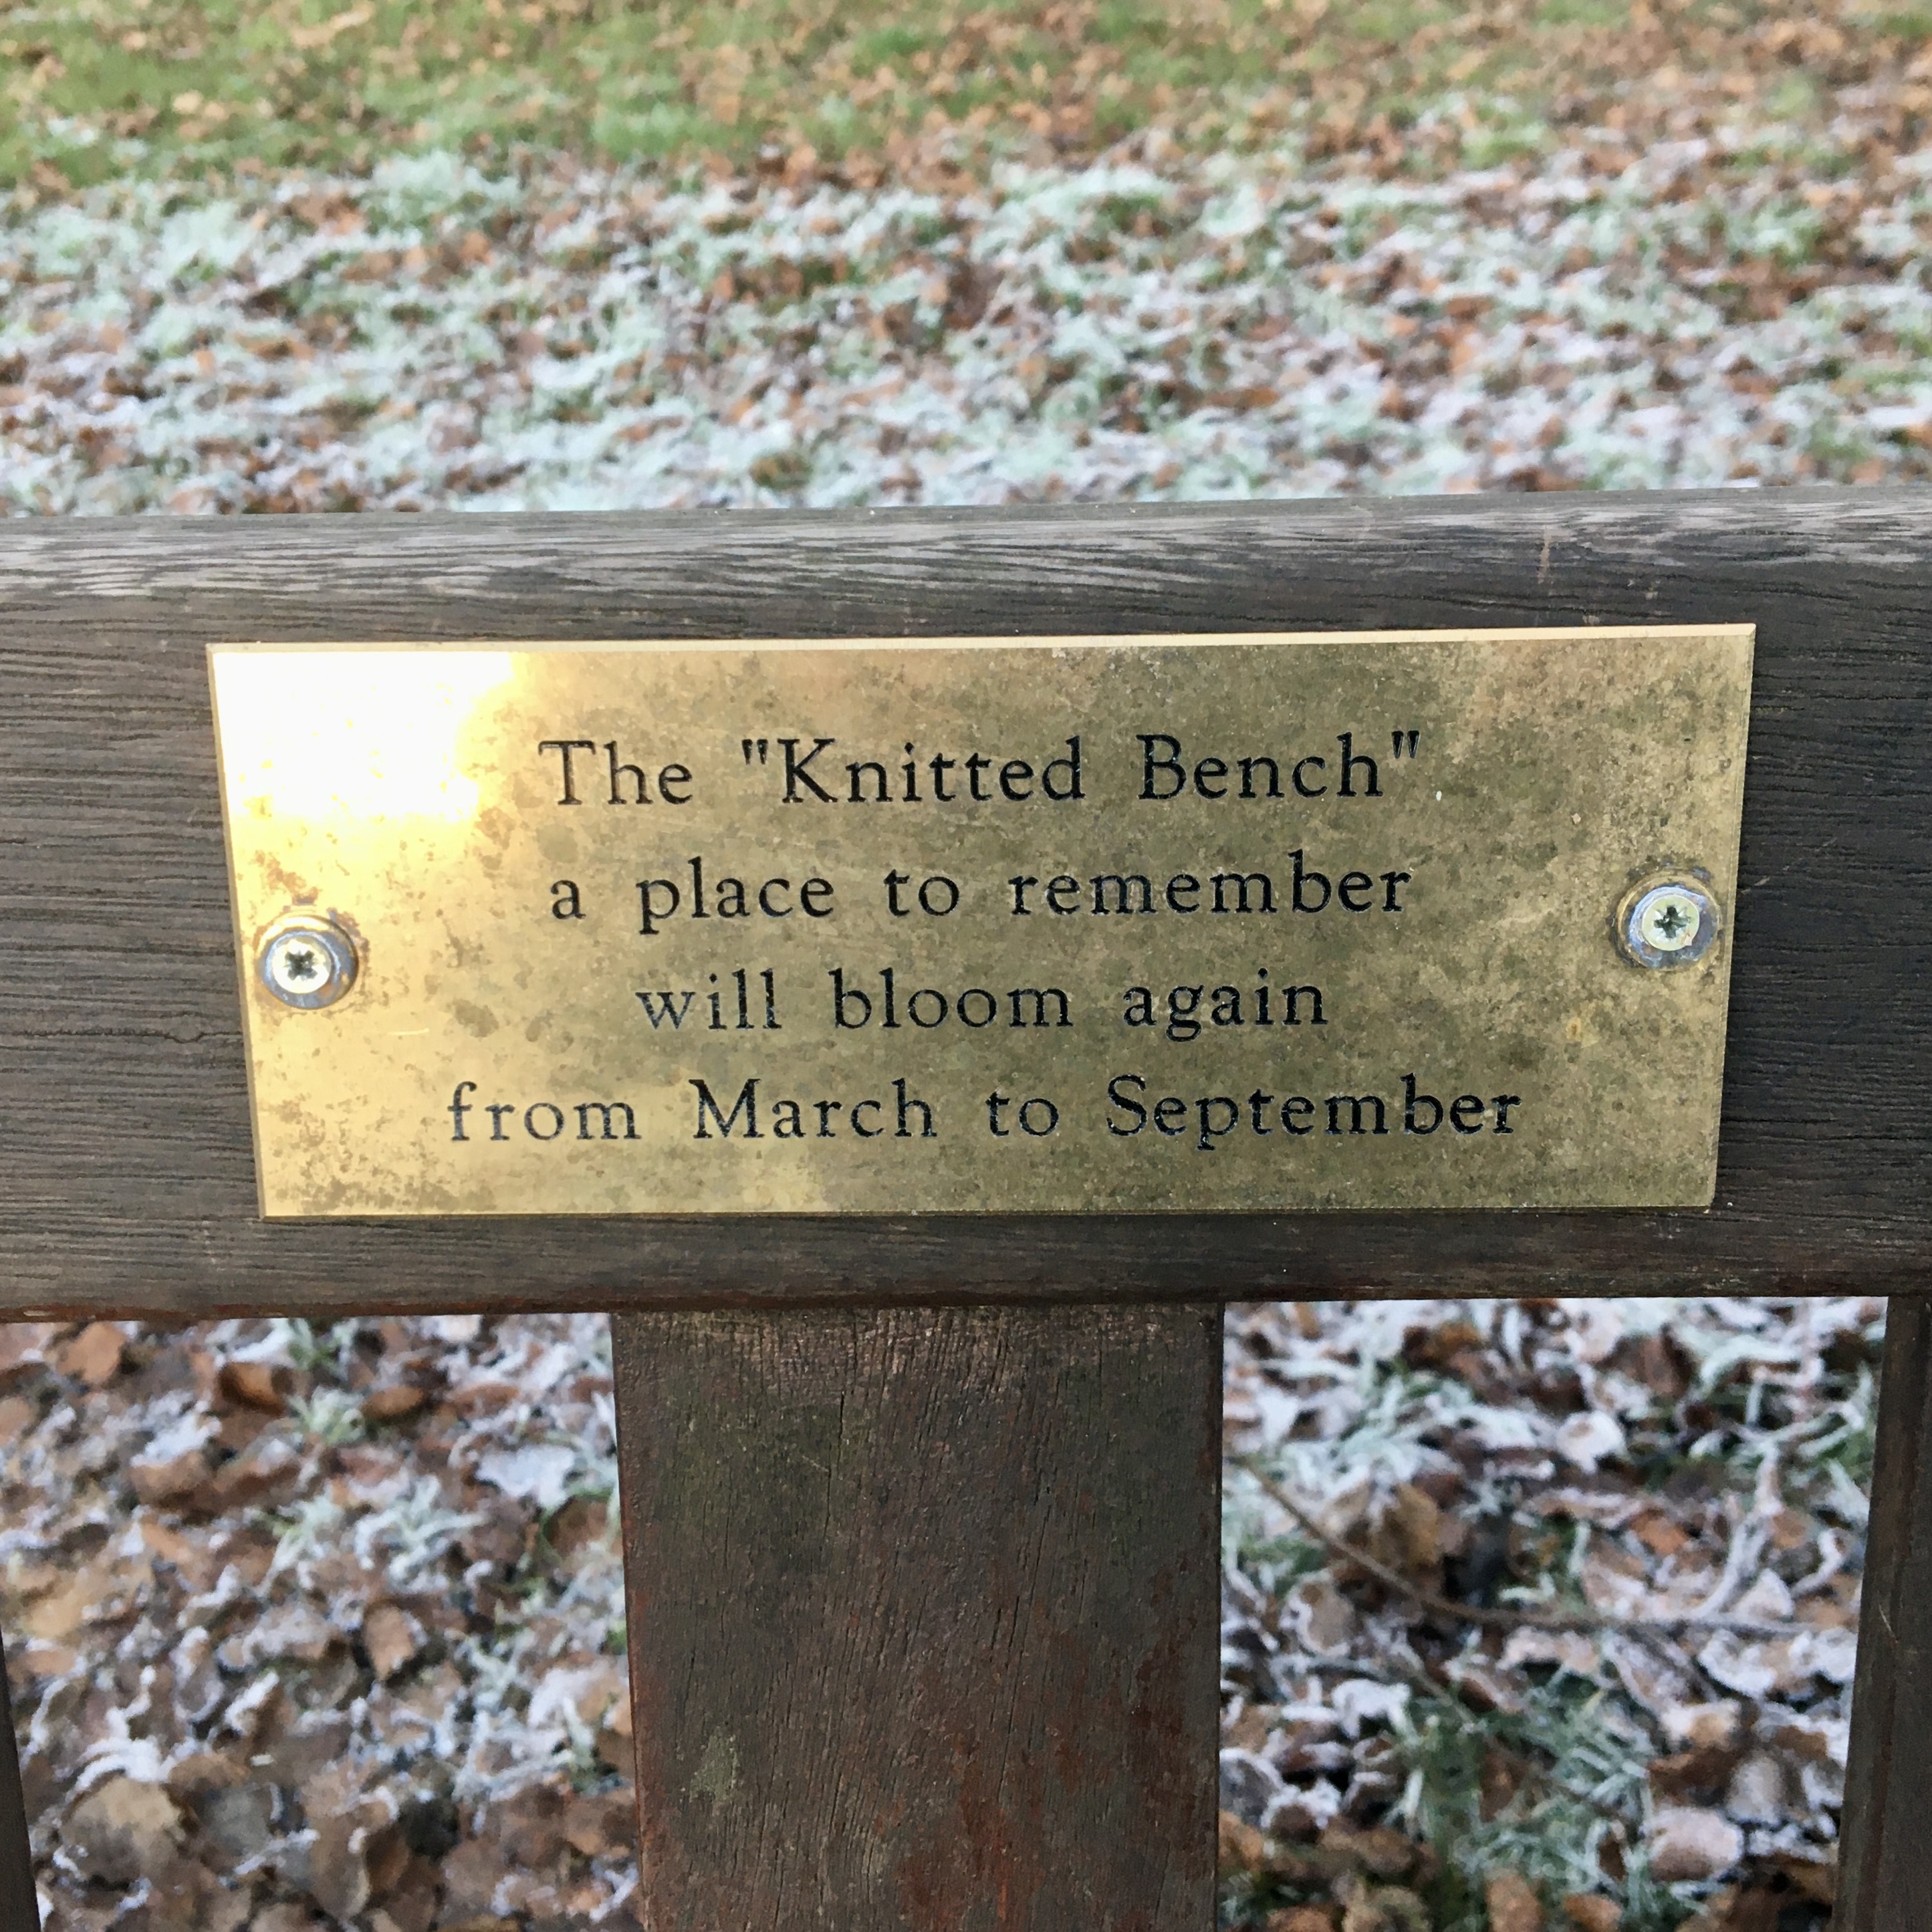 The "Knitted Bench"
a place to remember
will bloom again
from March to September